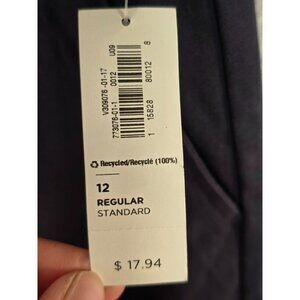 V309076 -01-17
773076-01-1 0012 U09
1 15828 80012 8
Recycled/Recyclé (100%)
12
REGULAR
STANDARD
$ 17.94